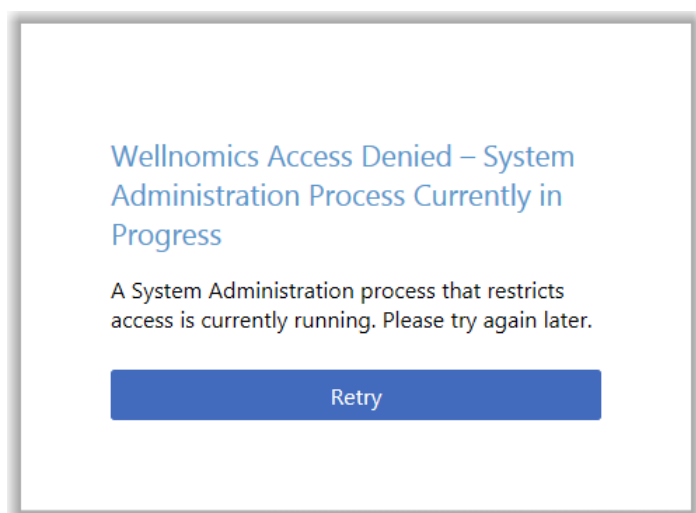 Wellnomics Access Denied – System
Administration Process Currently in
Progress
A System Administration process that restricts
access is currently running. Please try again later.
Retry